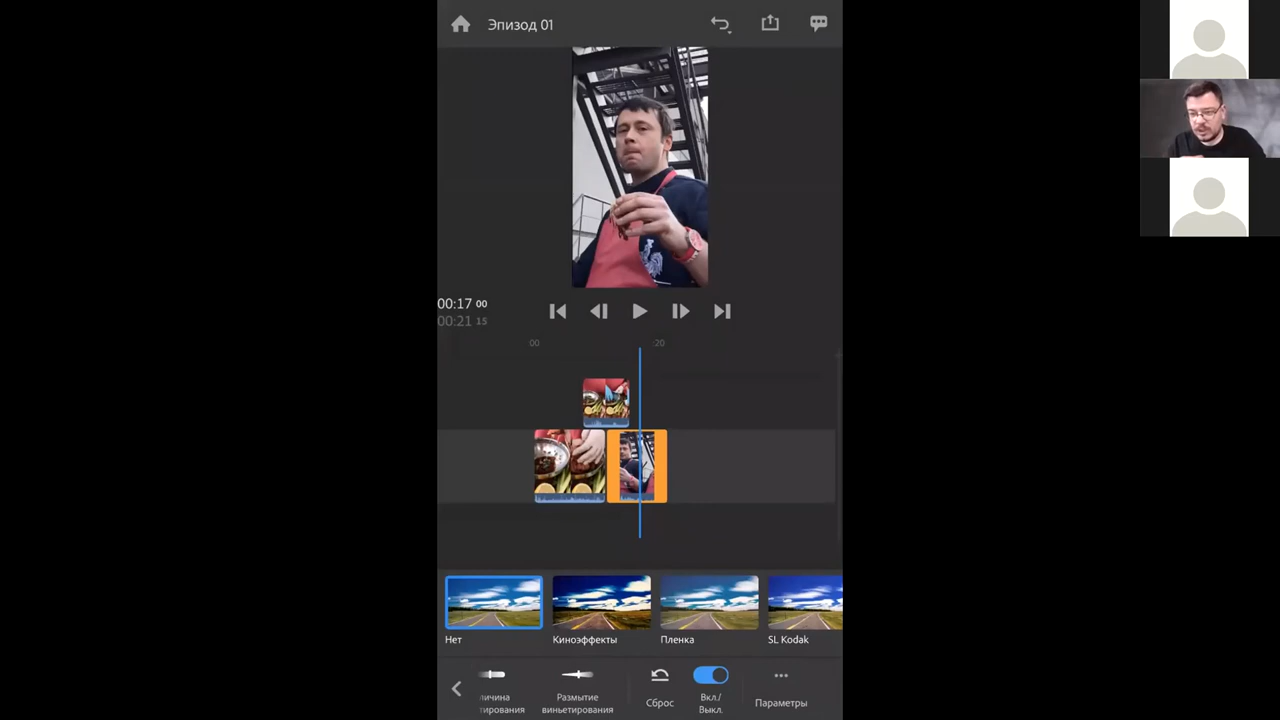 Эпизод 01
00:17 00
00:21 15
:00
:20
Нет
Киноэффекты
Пленка
SL Kodak
личина
тирования
Размытие
виньетирования
Сброс
Вкл./
Выкл.
Параметры